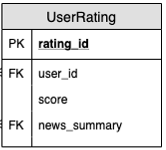 UserRating
PK rating_id
FK user_id
score
FK news_summary